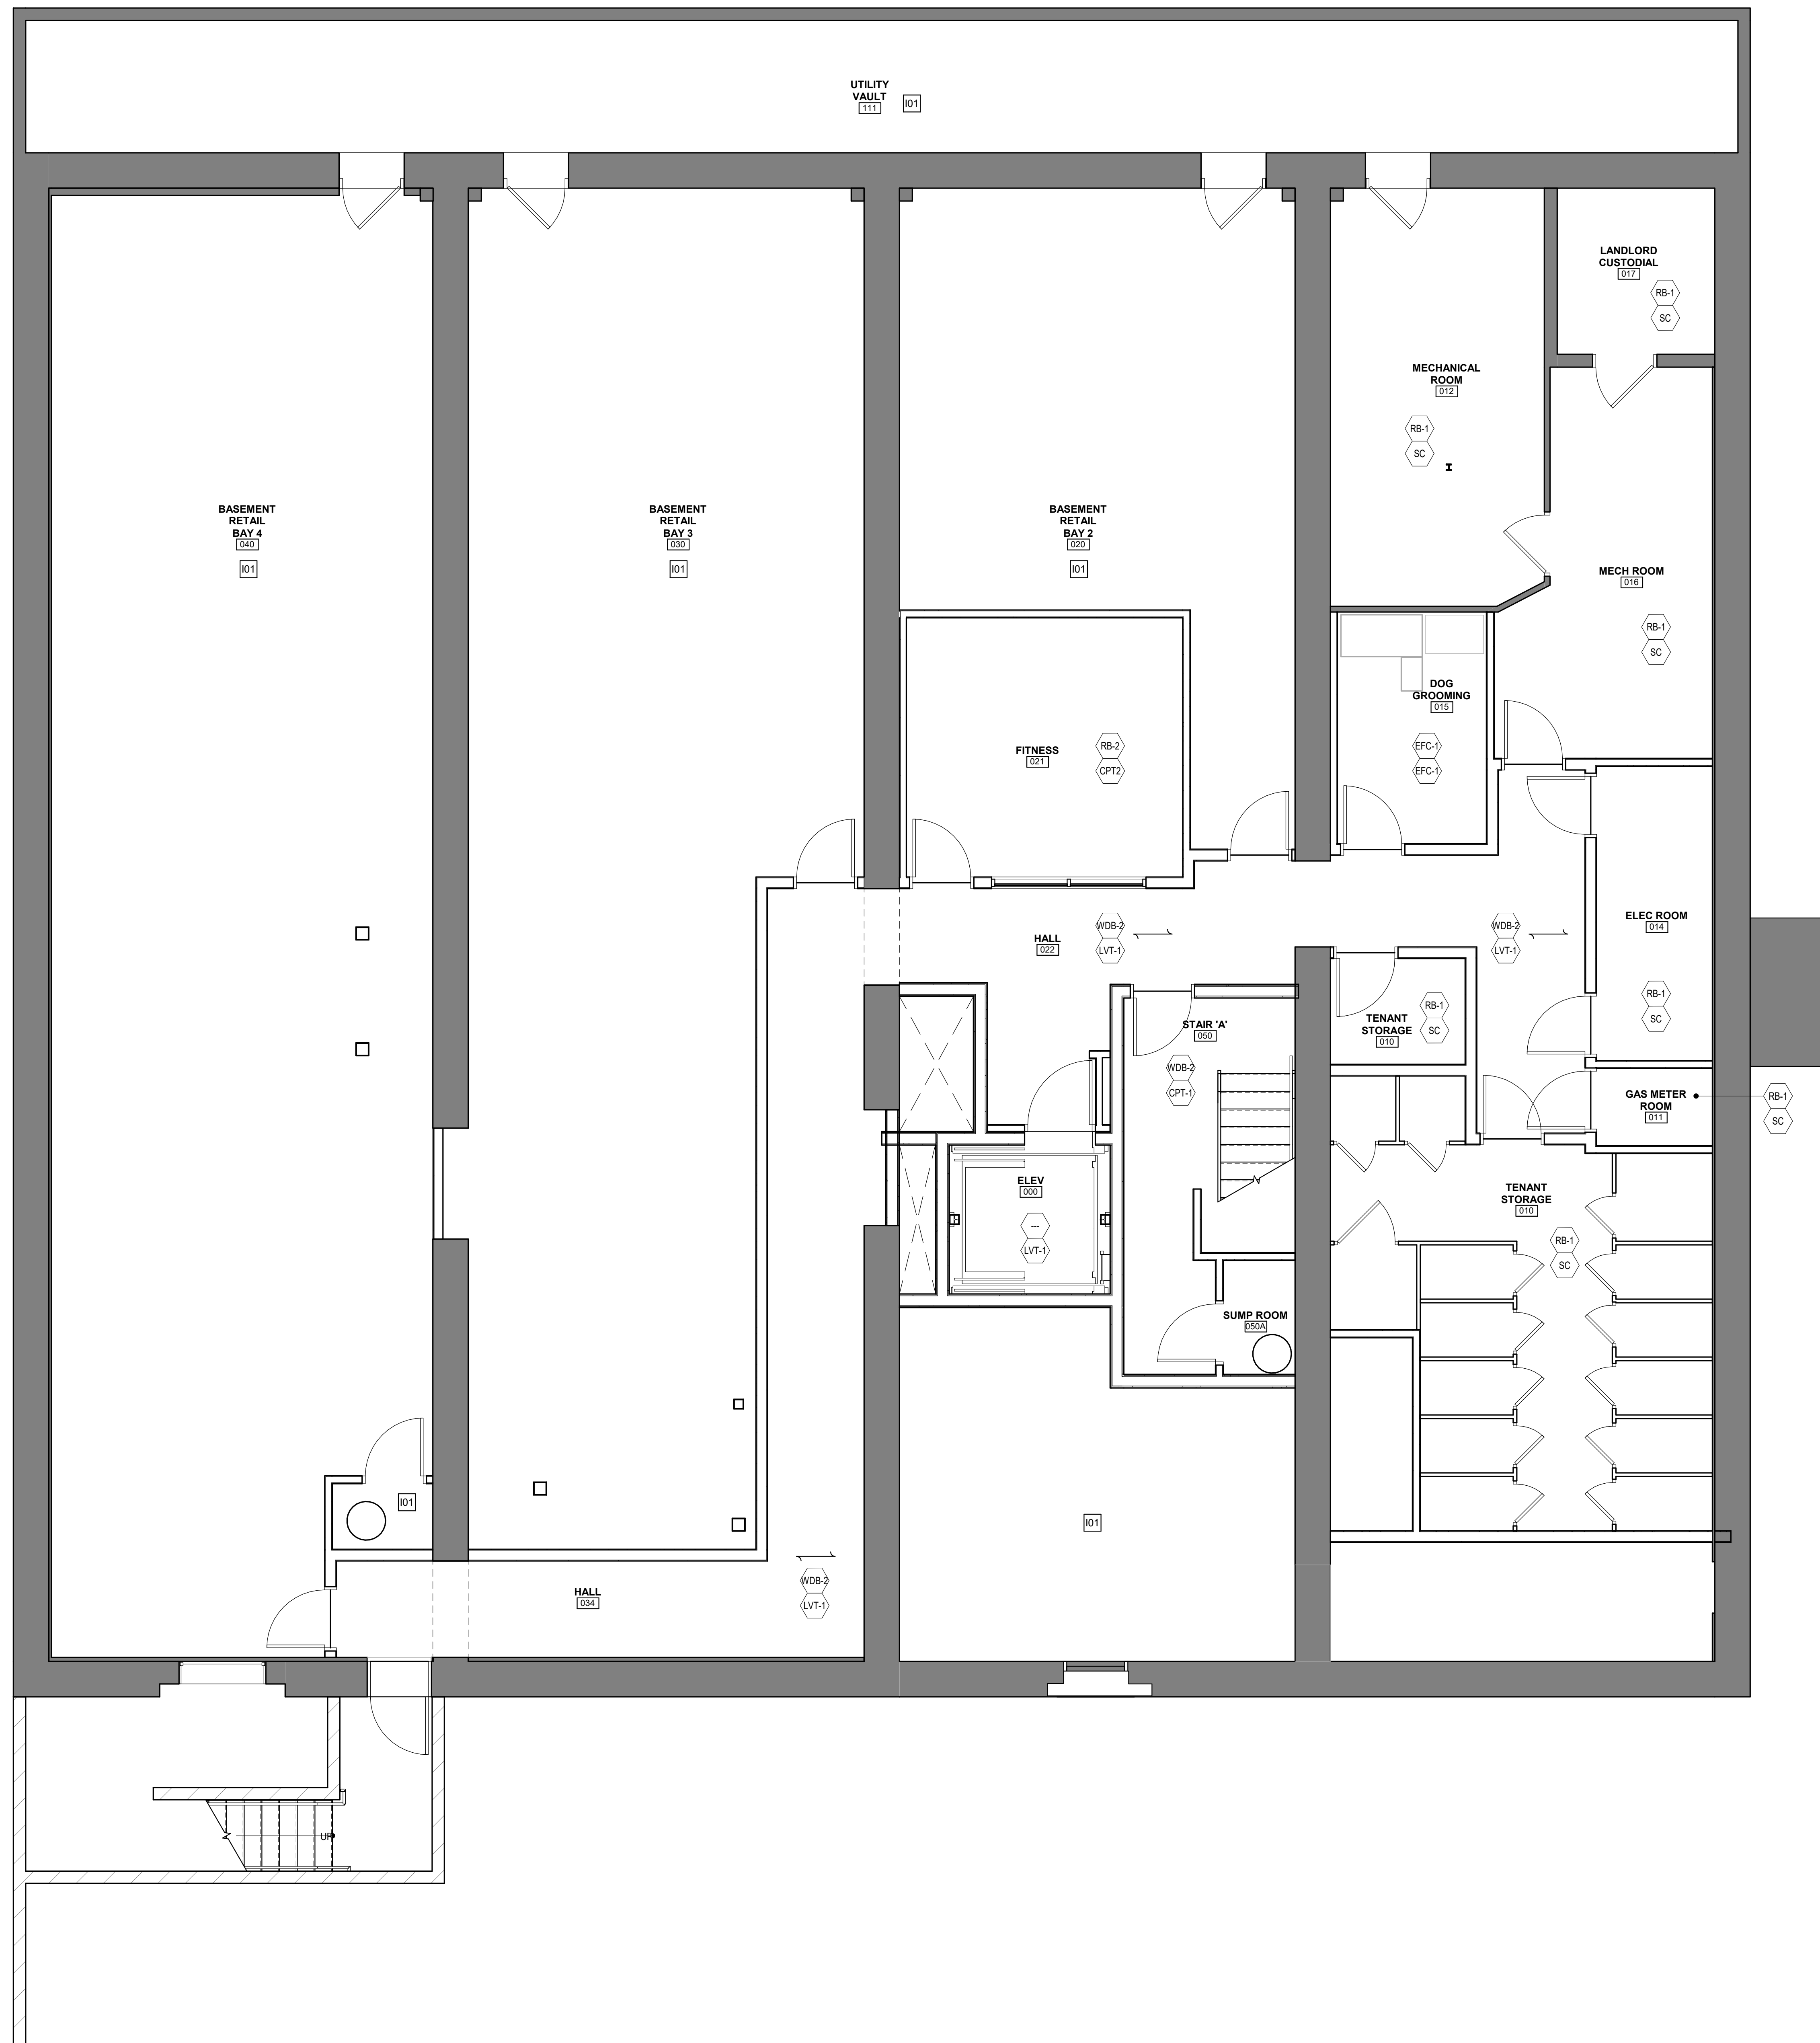 UTILITY
VAULT
111
I01
LANDLORD
CUSTODIAL
017
RB-1
SC
MECHANICAL
ROOM
012
RB-1
SC
BASEMENT
RETAIL
BAY 4
040
I01
BASEMENT
RETAIL
BAY 3
030
I01
BASEMENT
RETAIL
BAY 2
020
I01
MECH ROOM
016
RB-1
SC
DOG
GROOMING
015
EFC-1
EFC-1
FITNESS
021
RB-2
CPT2
HALL
022
WDB-2
LVT-1
WDB-2
LVT-1
ELEC ROOM
014
RB-1
SC
STAIR 'A'
050
WDB-2
CPT-1
TENANT
STORAGE
010
RB-1
SC
GAS METER
ROOM
011
RB-1
SC
ELEV
000
---
LVT-1
TENANT
STORAGE
010
RB-1
SC
SUMP ROOM
050A
I01
I01
HALL
034
WDB-2
LVT-1
UP